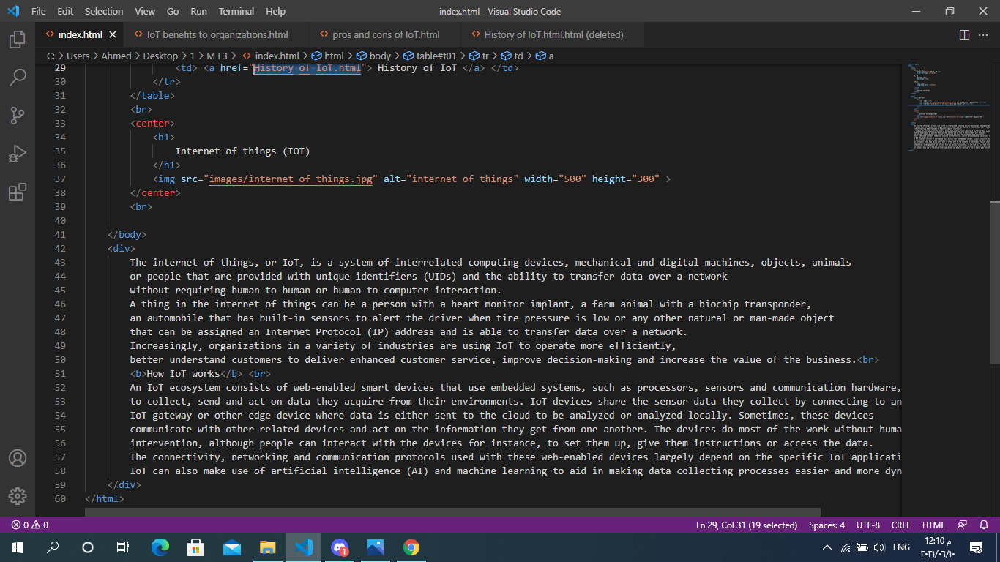 File Edit Selection View Go Run Terminal Help index.html - Visual Studio Code
index.html IoT benefits to organizations.html pros and cons of IoT.html History of IoT.html.html (deleted)
C: > Users > Ahmed > Desktop > 1 > M F3 > index.html > html > body > table#t01 > tr > td > a
29 <td> <a href="History of IoT.html"> History of IoT </a> </td>
30 </tr>
31 </table>
32 <br>
33 <center>
34 <h1>
35 Internet of things (IOT)
36 </h1>
37 <img src="images/internet of things.jpg" alt="internet of things" width="500" height="300" >
38 </center>
39 <br>
40
41 </body>
42 <div>
43 The internet of things, or IoT, is a system of interrelated computing devices, mechanical and digital machines, objects, animals
44 or people that are provided with unique identifiers (UIDs) and the ability to transfer data over a network
45 without requiring human-to-human or human-to-computer interaction.
46 A thing in the internet of things can be a person with a heart monitor implant, a farm animal with a biochip transponder,
47 an automobile that has built-in sensors to alert the driver when tire pressure is low or any other natural or man-made object
48 that can be assigned an Internet Protocol (IP) address and is able to transfer data over a network.
49 Increasingly, organizations in a variety of industries are using IoT to operate more efficiently,
50 better understand customers to deliver enhanced customer service, improve decision-making and increase the value of the business.<br>
51 <b>How IoT works</b> <br>
52 An IoT ecosystem consists of web-enabled smart devices that use embedded systems, such as processors, sensors and communication hardware,
53 to collect, send and act on data they acquire from their environments. IoT devices share the sensor data they collect by connecting to an
54 IoT gateway or other edge device where data is either sent to the cloud to be analyzed or analyzed locally. Sometimes, these devices
55 communicate with other related devices and act on the information they get from one another. The devices do most of the work without huma
56 intervention, although people can interact with the devices for instance, to set them up, give them instructions or access the data.
57 The connectivity, networking and communication protocols used with these web-enabled devices largely depend on the specific IoT applicati
58 IoT can also make use of artificial intelligence (AI) and machine learning to aid in making data collecting processes easier and more dyn
59 </div>
60 </html>
0 0 Ln 29, Col 31 (19 selected) Spaces: 4 UTF-8 CRLF HTML
1 ENG 12:10 م
٢٠٢١/٠٦/١٠